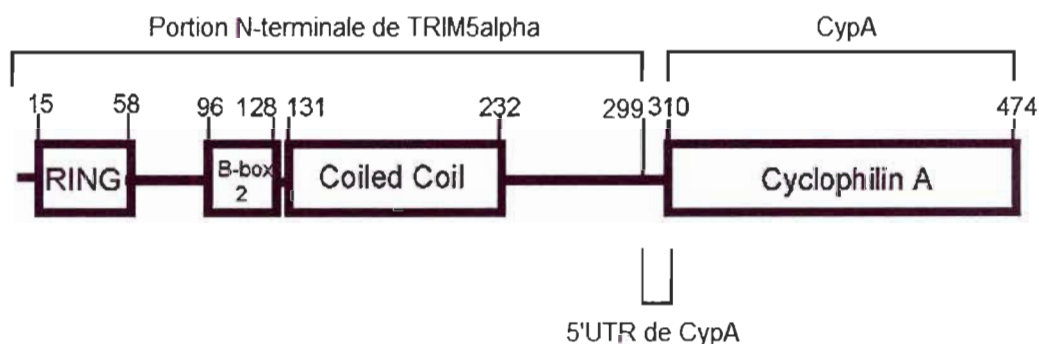 Portion N-terminale de TRIM5alpha CypA
15 58 96 128 131 232 299 310 474
RING B-box 2 Coiled Coil Cyclophilin A
5'UTR de CypA